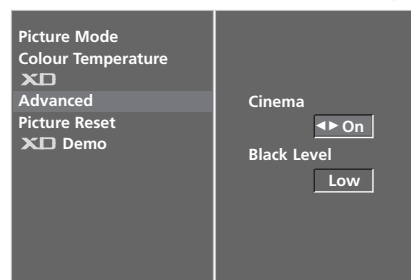 Picture Mode
Colour Temperature
XD
Advanced
Picture Reset
XD Demo
Cinema
◄► On
Black Level
Low